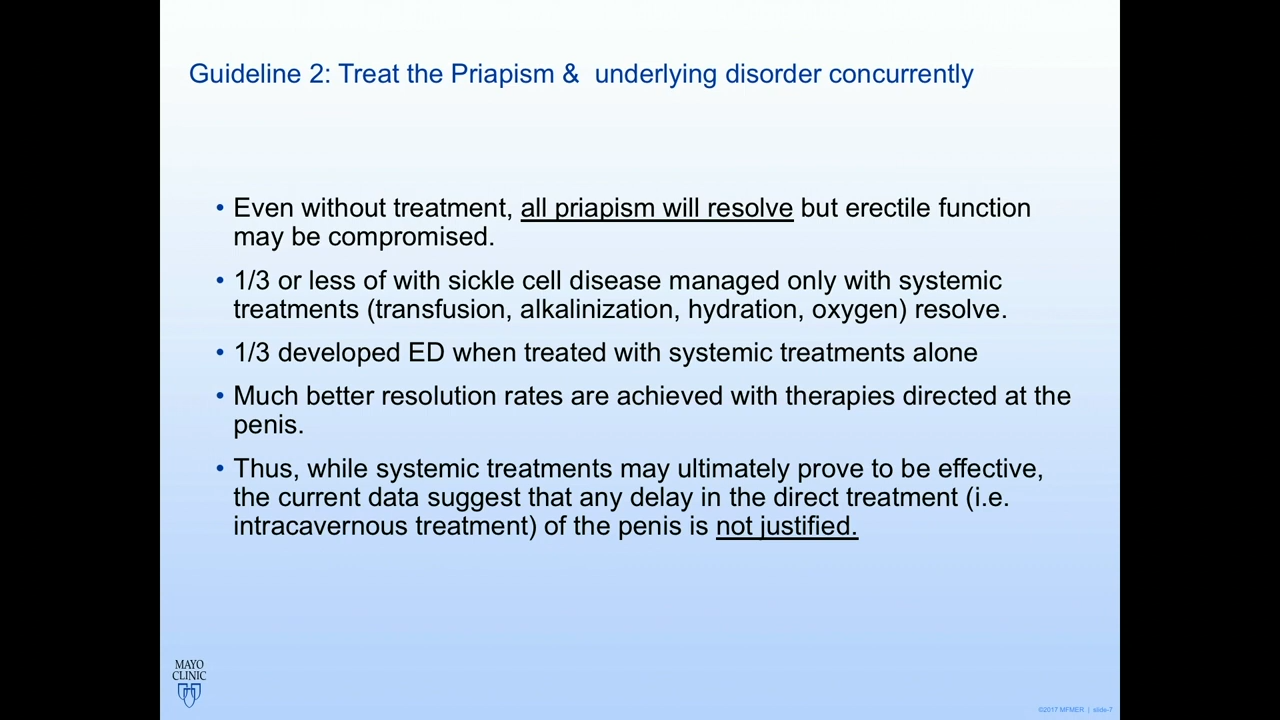 Guideline 2: Treat the Priapism & underlying disorder concurrently
• Even without treatment, all priapism will resolve but erectile function
may be compromised.
• 1/3 or less of with sickle cell disease managed only with systemic
treatments (transfusion, alkalinization, hydration, oxygen) resolve.
• 1/3 developed ED when treated with systemic treatments alone
• Much better resolution rates are achieved with therapies directed at the
penis.
• Thus, while systemic treatments may ultimately prove to be effective,
the current data suggest that any delay in the direct treatment (i.e.
intracavernous treatment) of the penis is not justified.
MAYO
CLINIC
©2017 MFMER | slide-7